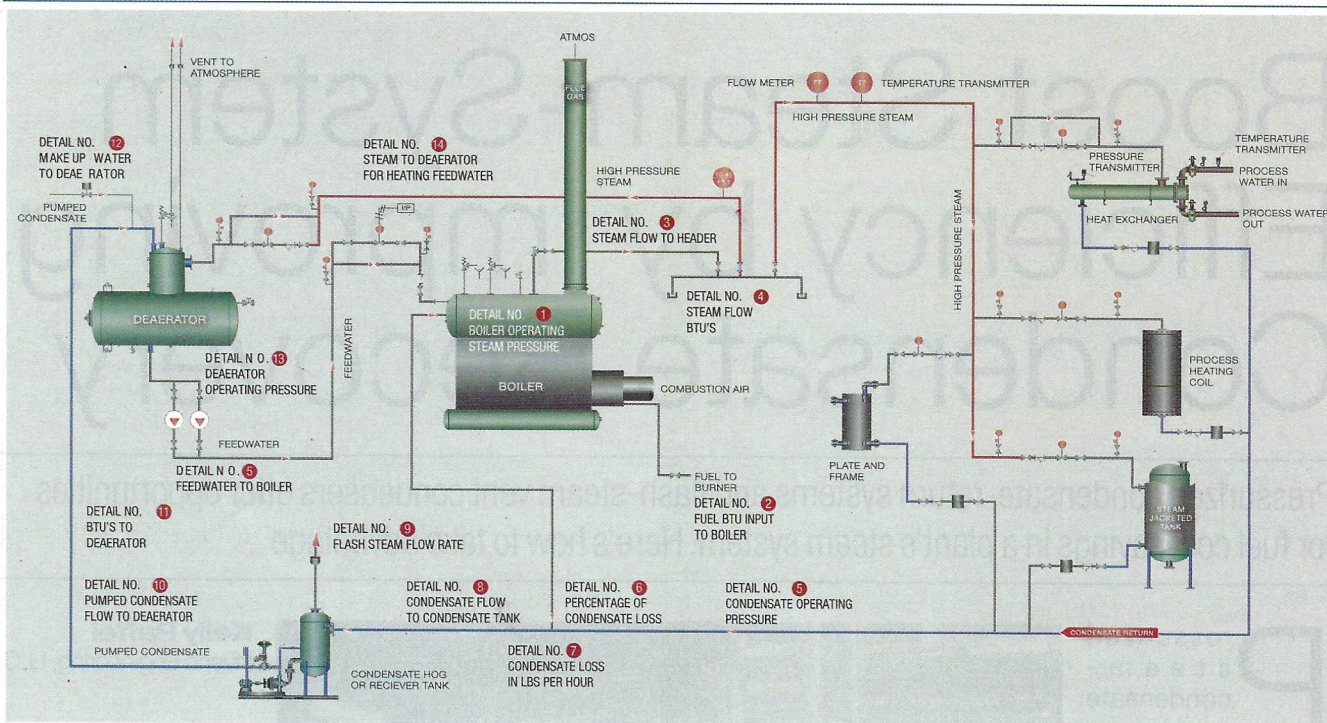 ATMOS
VENT TO
ATMOSPHERE
FLUE
GAS
FLOW METER
FT
TT
TEMPERATURE TRANSMITTER
HIGH PRESSURE STEAM
DETAIL NO. 12
MAKE UP WATER
TO DEAE RATOR
DETAIL NO. 14
STEAM TO DEAERATOR
FOR HEATING FEEDWATER
HIGH PRESSURE
STEAM
PRESSURE
TRANSMITTER
TEMPERATURE
TRANSMITTER
PROCESS
WATER IN
PUMPED
CONDENSATE
I/P
DETAIL NO. 3
STEAM FLOW TO HEADER
HEAT EXCHANGER
PROCESS WATER
OUT
HIGH PRESSURE STEAM
DEAERATOR
DETAIL NO. 1
BOILER OPERATING
STEAM PRESSURE
DETAIL NO. 4
STEAM FLOW
BTU'S
DETAIL N O. 13
DEAERATOR
OPERATING PRESSURE
FEEDWATER
BOILER
COMBUSTION AIR
PROCESS
HEATING
COIL
FEEDWATER
DETAIL N O. 5
FEEDWATER TO BOILER
PLATE AND
FRAME
FUEL TO
BURNER
DETAIL NO. 2
FUEL BTU INPUT
TO BOILER
STEAM
JACKETED
TANK
DETAIL NO. 11
BTU'S TO
DEAERATOR
DETAIL NO. 9
FLASH STEAM FLOW RATE
DETAIL NO. 10
PUMPED CONDENSATE
FLOW TO DEAERATOR
DETAIL NO. 8
CONDENSATE FLOW
TO CONDENSATE TANK
DETAIL NO. 6
PERCENTAGE OF
CONDENSATE LOSS
DETAIL NO. 5
CONDENSATE OPERATING
PRESSURE
CONDENSATE RETURN
PUMPED CONDENSATE
CONDENSATE HOG
OR RECIEVER TANK
DETAIL NO. 7
CONDENSATE LOSS
IN LBS PER HOUR